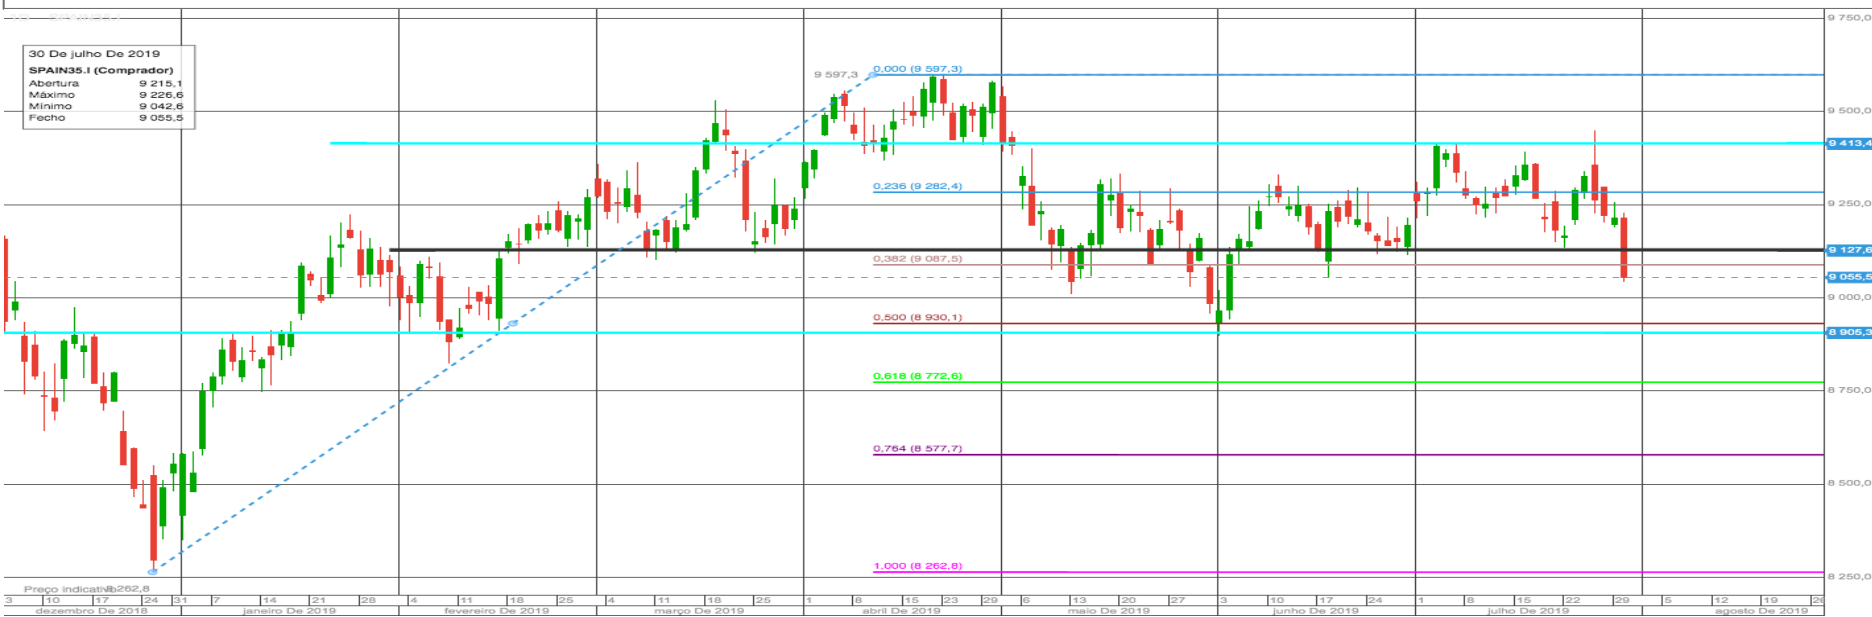 30 De julho De 2019
SPAIN35.I (Comprador)
Abertura 9 215,1
Máximo 9 226,6
Mínimo 9 042,6
Fecho 9 055,5
9 597,3
0,000 (9 597,3)
0,236 (9 282,4)
0,382 (9 087,5)
0,500 (8 930,1)
0,618 (8 772,6)
0,764 (8 577,7)
1,000 (8 262,8)
9 750,0
9 500,0
9 413,4
9 250,0
9 127,6
9 055,5
9 000,0
8 905,3
8 750,0
8 500,0
8 250,0
Preço indicativo 8 262,8
3 10 17 24 31 7 14 21 28 4 11 18 25 4 11 18 25 1 8 15 23 29 6 13 20 27 3 10 17 24 1 8 15 22 29 5 12 19 26
dezembro De 2018 janeiro De 2019 fevereiro De 2019 março De 2019 abril De 2019 maio De 2019 junho De 2019 julho De 2019 agosto De 2019